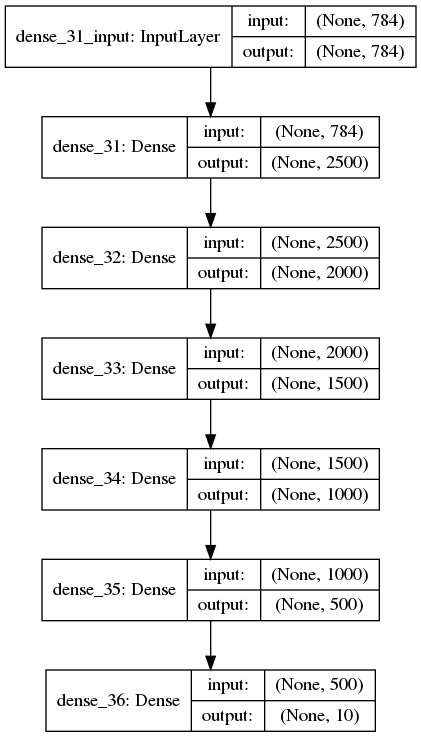 dense_31_input: InputLayer
input: (None, 784)
output: (None, 784)
dense_31: Dense
input: (None, 784)
output: (None, 2500)
dense_32: Dense
input: (None, 2500)
output: (None, 2000)
dense_33: Dense
input: (None, 2000)
output: (None, 1500)
dense_34: Dense
input: (None, 1500)
output: (None, 1000)
dense_35: Dense
input: (None, 1000)
output: (None, 500)
dense_36: Dense
input: (None, 500)
output: (None, 10)